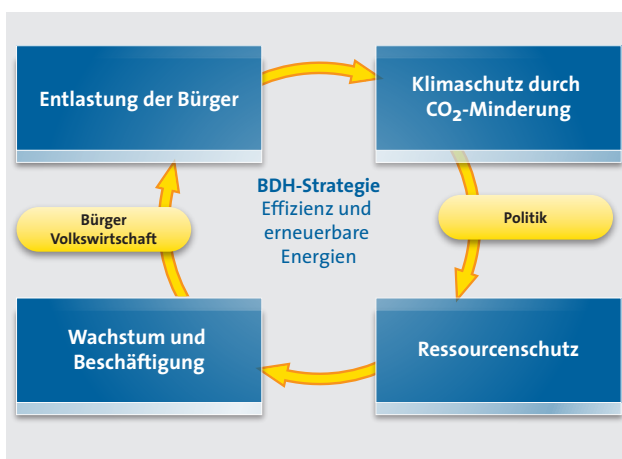 Entlastung der Bürger
Klimaschutz durch
CO₂-Minderung
BDH-Strategie
Effizienz und
erneuerbare
Energien
Bürger
Volkswirtschaft
Politik
Wachstum und
Beschäftigung
Ressourcenschutz